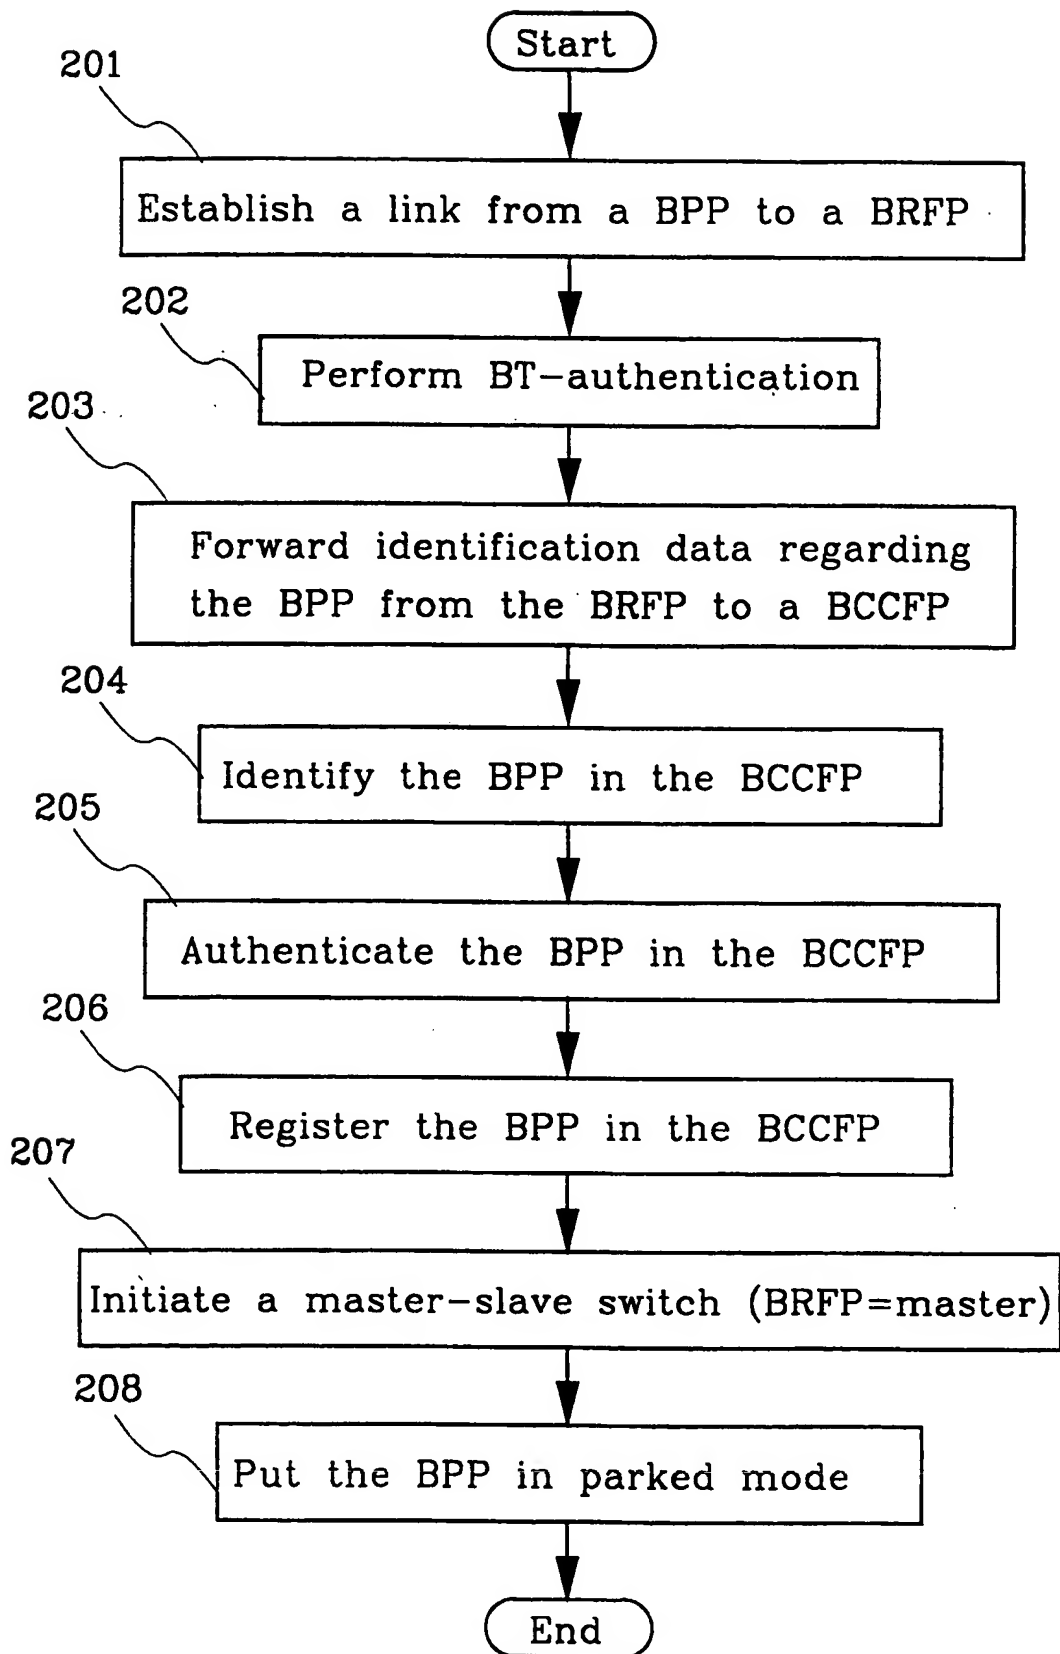 Start
201
Establish a link from a BPP to a BRFP
202
Perform BT-authentication
203
Forward identification data regarding
the BPP from the BRFP to a BCCFP
204
Identify the BPP in the BCCFP
205
Authenticate the BPP in the BCCFP
206
Register the BPP in the BCCFP
207
Initiate a master-slave switch (BRFP=master)
208
Put the BPP in parked mode
End